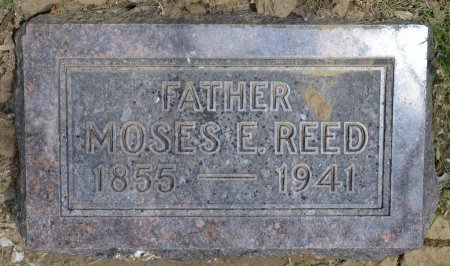 FATHER
MOSES E. REED
1855 — 1941